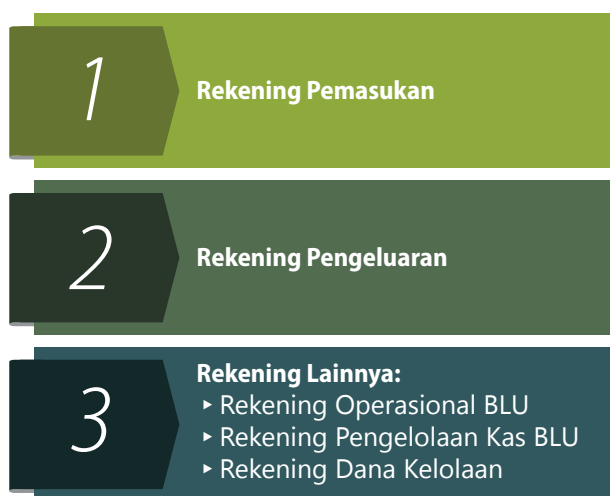 1
Rekening Pemasukan
2
Rekening Pengeluaran
3
Rekening Lainnya:
▸ Rekening Operasional BLU
▸ Rekening Pengelolaan Kas BLU
▸ Rekening Dana Kelolaan